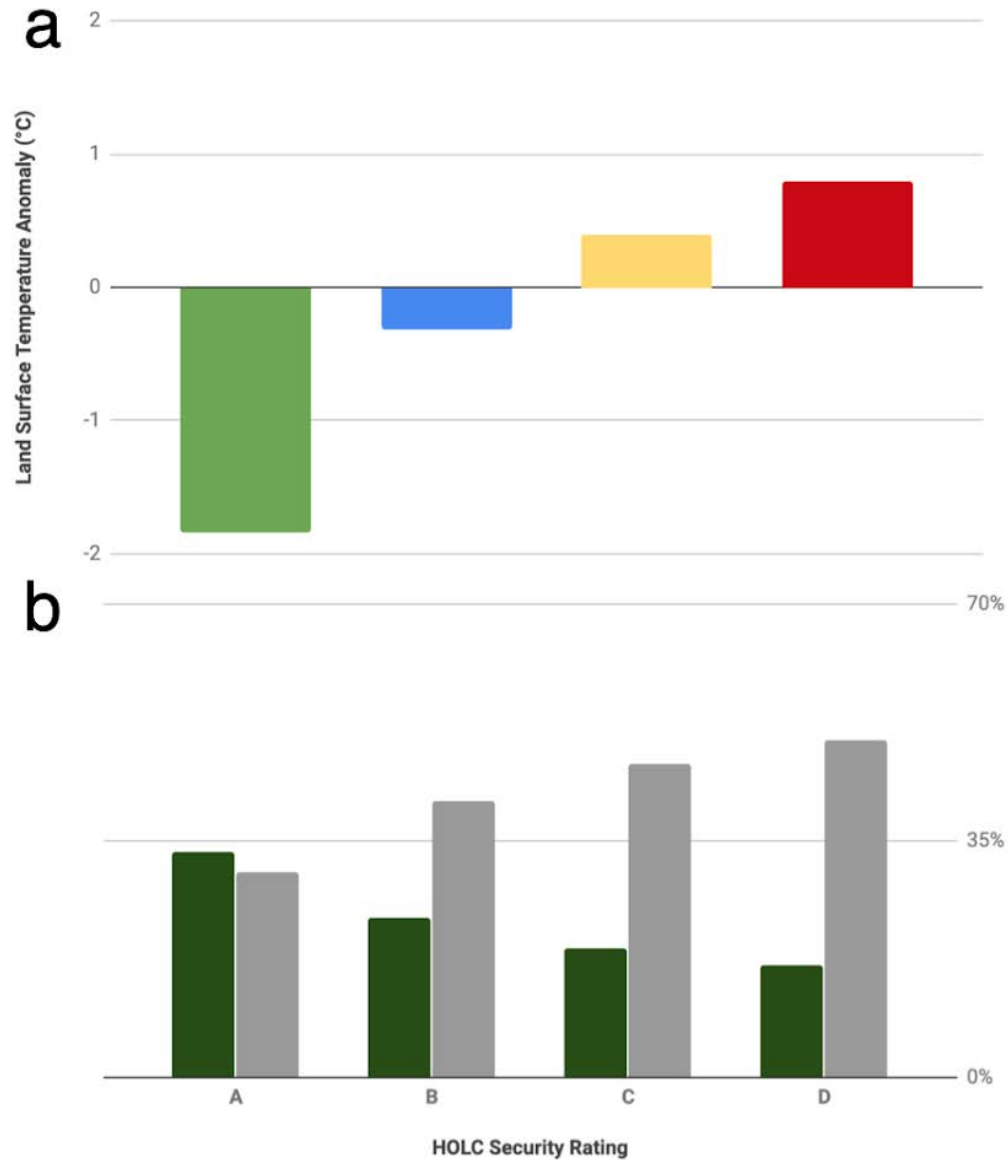 a
2
1
0
-1
-2
Land Surface Temperature Anomaly (°C)
b
70%
35%
0%
A B C D
HOLC Security Rating